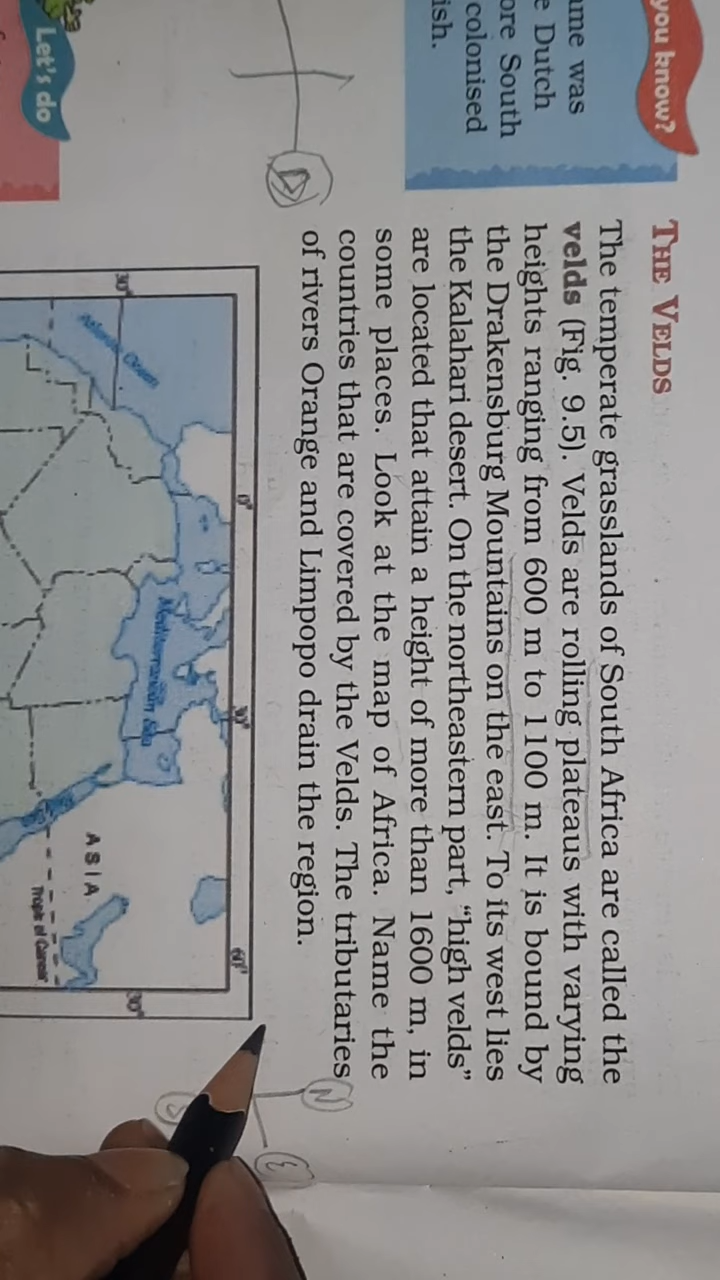 THE VELDS
The temperate grasslands of South Africa are called the
velds (Fig. 9.5). Velds are rolling plateaus with varying
heights ranging from 600 m to 1100 m. It is bound by
the Drakensburg Mountains on the east. To its west lies
the Kalahari desert. On the northeastern part, “high velds”
are located that attain a height of more than 1600 m, in
some places. Look at the map of Africa. Name the
countries that are covered by the Velds. The tributaries
of rivers Orange and Limpopo drain the region.
you know?
ame was
e Dutch
ore South
colonised
ish.
Let's do
0°
30°
60°
30°
30°
Atlantic Ocean
Mediterranean Sea
ASIA
Tropic of Cancer
N
E
S